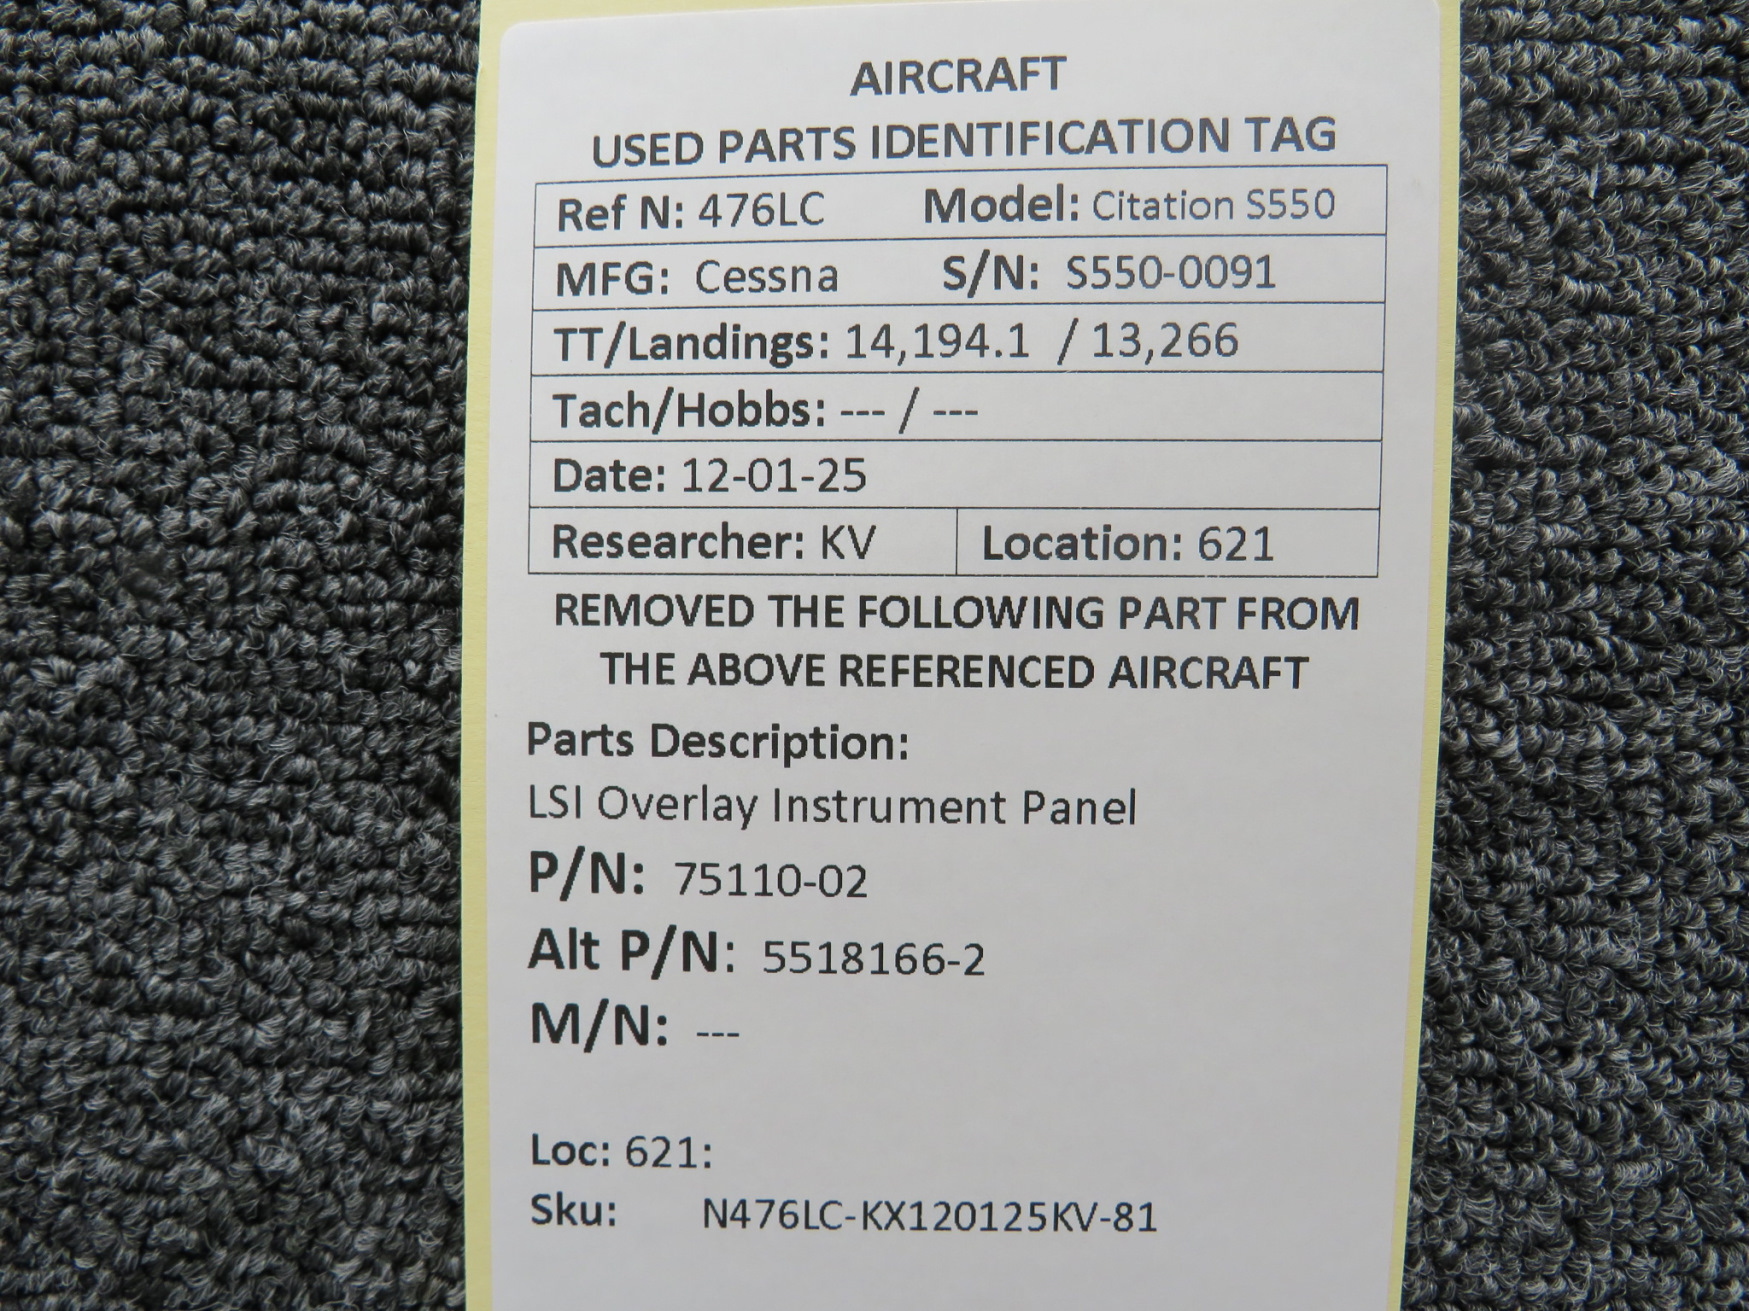 AIRCRAFT
USED PARTS IDENTIFICATION TAG
Ref N: 476LC Model: Citation S550
MFG: Cessna S/N: S550-0091
TT/Landings: 14,194.1 / 13,266
Tach/Hobbs: --- / ---
Date: 12-01-25
Researcher: KV Location: 621
REMOVED THE FOLLOWING PART FROM
THE ABOVE REFERENCED AIRCRAFT
Parts Description:
LSI Overlay Instrument Panel
P/N: 75110-02
Alt P/N: 5518166-2
M/N: ---
Loc: 621:
Sku: N476LC-KX120125KV-81